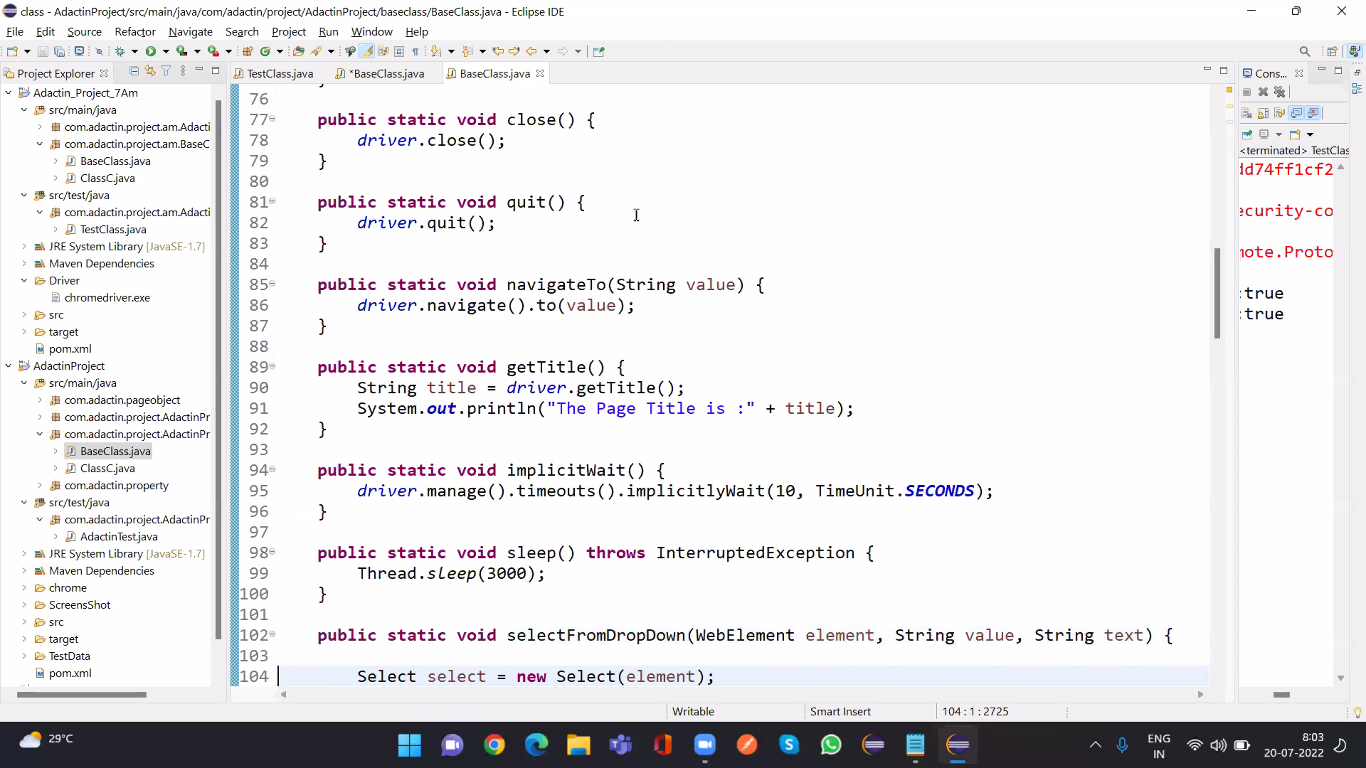 class - AdactinProject/src/main/java/com/adactin/project/AdactinProject/baseclass/BaseClass.java - Eclipse IDE
File Edit Source Refactor Navigate Search Project Run Window Help
Project Explorer
TestClass.java *BaseClass.java BaseClass.java
Cons...
<terminated> TestClas
Adactin_Project_7Am
src/main/java
com.adactin.project.am.Adacti
com.adactin.project.am.BaseC
BaseClass.java
ClassC.java
src/test/java
com.adactin.project.am.Adacti
TestClass.java
JRE System Library [JavaSE-1.7]
Maven Dependencies
Driver
chromedriver.exe
src
target
pom.xml
AdactinProject
src/main/java
com.adactin.pageobject
com.adactin.project.AdactinPr
com.adactin.project.AdactinPr
BaseClass.java
ClassC.java
com.adactin.property
src/test/java
com.adactin.project.AdactinPr
AdactinTest.java
JRE System Library [JavaSE-1.7]
Maven Dependencies
chrome
ScreenShot
src
target
TestData
pom.xml
76
77 public static void close() {
78 driver.close();
79 }
80
81 public static void quit() {
82 driver.quit();
83 }
84
85 public static void navigateTo(String value) {
86 driver.navigate().to(value);
87 }
88
89 public static void getTitle() {
90 String title = driver.getTitle();
91 System.out.println("The Page Title is :" + title);
92 }
93
94 public static void implicitWait() {
95 driver.manage().timeouts().implicitlyWait(10, TimeUnit.SECONDS);
96 }
97
98 public static void sleep() throws InterruptedException {
99 Thread.sleep(3000);
100 }
101
102 public static void selectFromDropDown(WebElement element, String value, String text) {
103
104 Select select = new Select(element);
dd74ff1cf2
ecurity-co
mote.Proto
:true
:true
Writable Smart Insert 104 : 1 : 2725
29°C
ENG
IN
8:03
20-07-2022